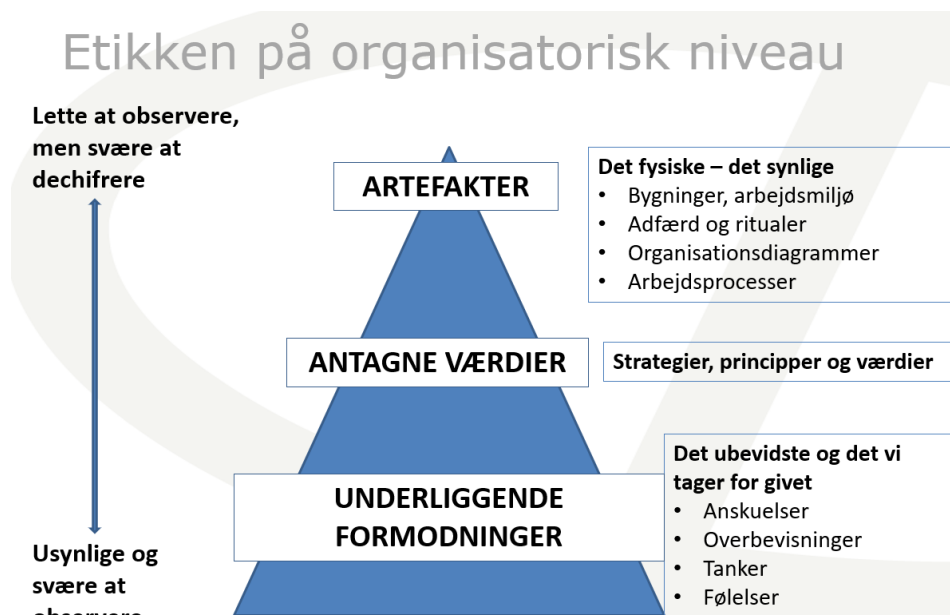 Etikken på organisatorisk niveau
Lette at observere,
men svære at
dechifrere
ARTEFAKTER
Det fysiske – det synlige
• Bygninger, arbejdsmiljø
• Adfærd og ritualer
• Organisationsdiagrammer
• Arbejdsprocesser
ANTAGNE VÆRDIER
Strategier, principper og værdier
UNDERLIGGENDE
FORMODNINGER
Det ubevidste og det vi
tager for givet
• Anskuelser
• Overbevisninger
• Tanker
• Følelser
Usynlige og
svære at
observere